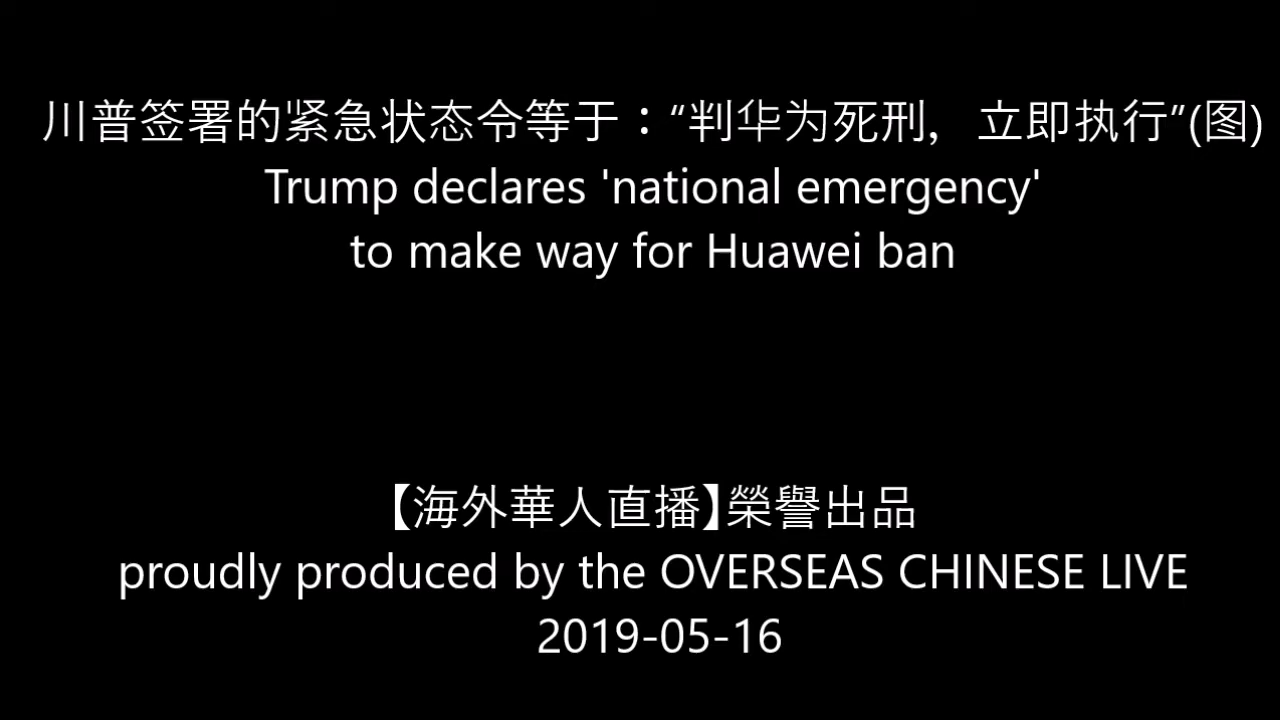 川普签署的紧急状态令等于：“判华为死刑，立即执行”(图)
Trump declares 'national emergency'
to make way for Huawei ban
【海外華人直播】榮譽出品
proudly produced by the OVERSEAS CHINESE LIVE
2019-05-16